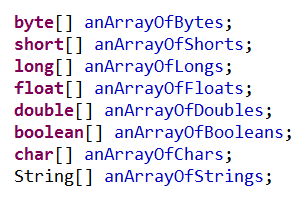 byte[] anArrayOfBytes;
short[] anArrayOfShorts;
long[] anArrayOfLongs;
float[] anArrayOfFloats;
double[] anArrayOfDoubles;
boolean[] anArrayOfBooleans;
char[] anArrayOfChars;
String[] anArrayOfStrings;